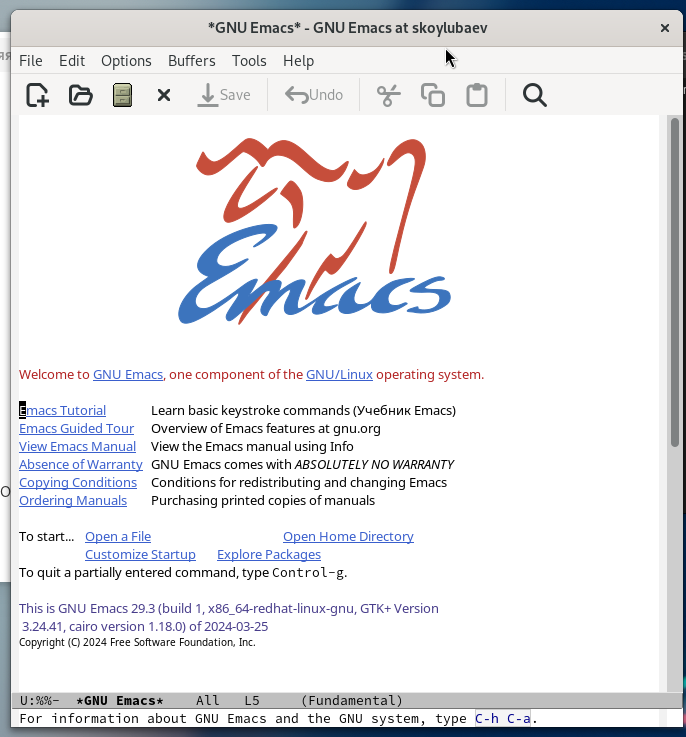 *GNU Emacs* - GNU Emacs at skoylubaev
File Edit Options Buffers Tools Help
Save Undo
Emacs
Welcome to GNU Emacs, one component of the GNU/Linux operating system.
Emacs Tutorial Learn basic keystroke commands (Учебник Emacs)
Emacs Guided Tour Overview of Emacs features at gnu.org
View Emacs Manual View the Emacs manual using Info
Absence of Warranty GNU Emacs comes with ABSOLUTELY NO WARRANTY
Copying Conditions Conditions for redistributing and changing Emacs
Ordering Manuals Purchasing printed copies of manuals
To start... Open a File Open Home Directory
Customize Startup Explore Packages
To quit a partially entered command, type Control-g.
This is GNU Emacs 29.3 (build 1, x86_64-redhat-linux-gnu, GTK+ Version
3.24.41, cairo version 1.18.0) of 2024-03-25
Copyright (C) 2024 Free Software Foundation, Inc.
U:%%- *GNU Emacs* All L5 (Fundamental)
For information about GNU Emacs and the GNU system, type C-h C-a.